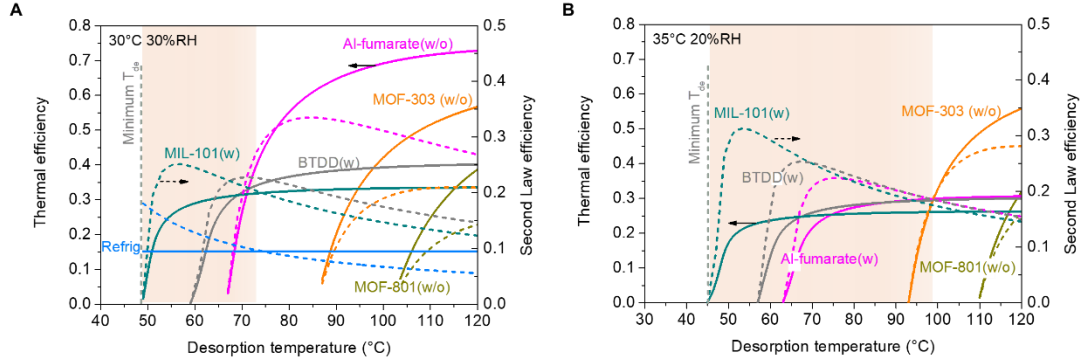 A
30°C 30%RH
Al-fumarate(w/o)
MOF-303 (w/o)
MIL-101(w)
BTDD(w)
Refrig
MOF-801(w/o)
Minimum T_de
0.0
0.1
0.2
0.3
0.4
0.5
0.6
0.7
0.8
Thermal efficiency
0.0
0.1
0.2
0.3
0.4
0.5
Second Law efficiency
40 50 60 70 80 90 100 110 120
Desorption temperature (°C)
B
35°C 20%RH
MOF-303 (w/o)
MIL-101(w)
BTDD(w)
Al-fumarate(w)
MOF-801(w/o)
Minimum T_de
0.0
0.1
0.2
0.3
0.4
0.5
0.6
0.7
0.8
Thermal efficiency
0.0
0.1
0.2
0.3
0.4
0.5
Second Law efficiency
30 40 50 60 70 80 90 100 110 120
Desorption temperature (°C)